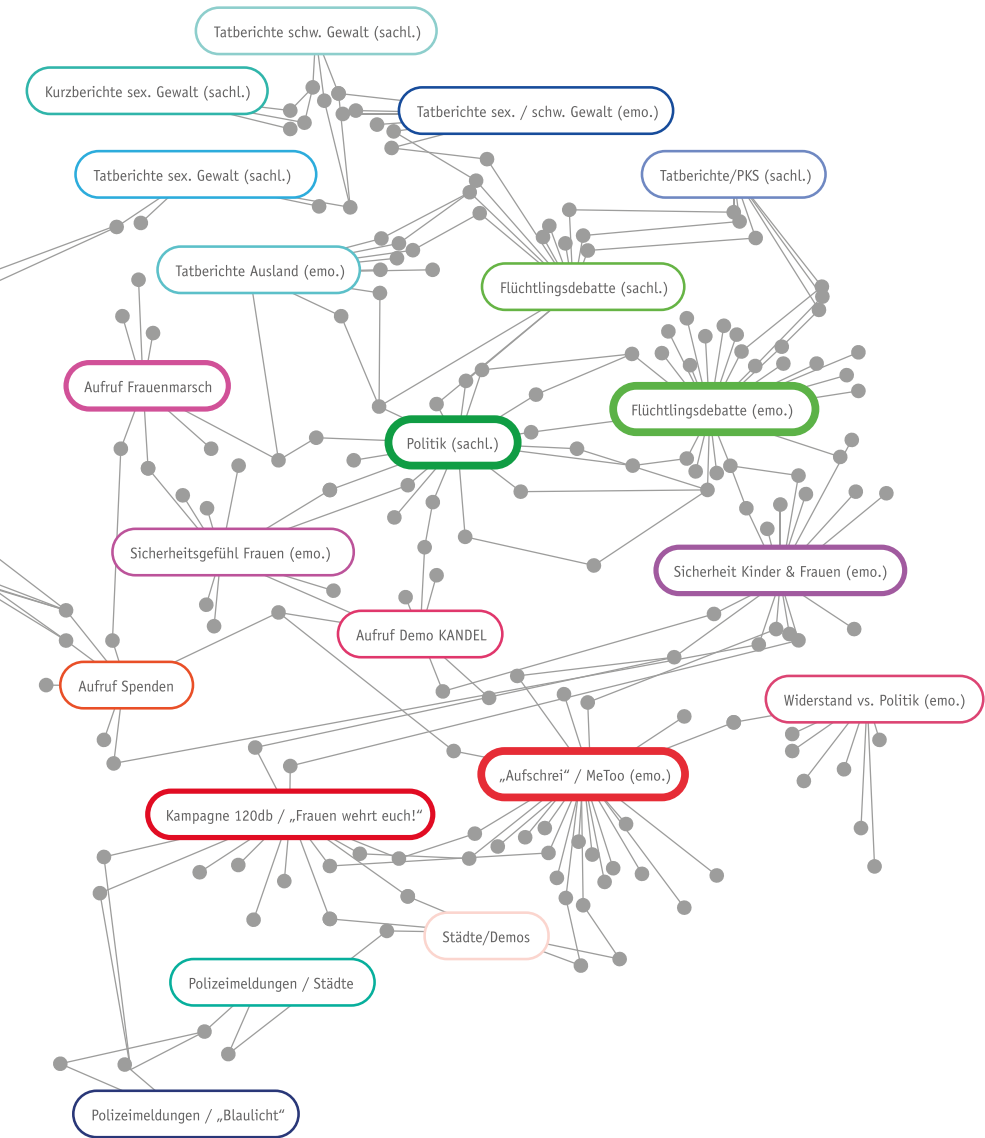 Tatberichte schw. Gewalt (sachl.)
Kurzberichte sex. Gewalt (sachl.)
Tatberichte sex. / schw. Gewalt (emo.)
Tatberichte sex. Gewalt (sachl.)
Tatberichte/PKS (sachl.)
Tatberichte Ausland (emo.)
Flüchtlingsdebatte (sachl.)
Aufruf Frauenmarsch
Flüchtlingsdebatte (emo.)
Politik (sachl.)
Sicherheitsgefühl Frauen (emo.)
Sicherheit Kinder & Frauen (emo.)
Aufruf Demo KANDEL
Aufruf Spenden
Widerstand vs. Politik (emo.)
„Aufschrei“ / MeToo (emo.)
Kampagne 120db / „Frauen wehrt euch!“
Städte/Demos
Polizeimeldungen / Städte
Polizeimeldungen / „Blaulicht“